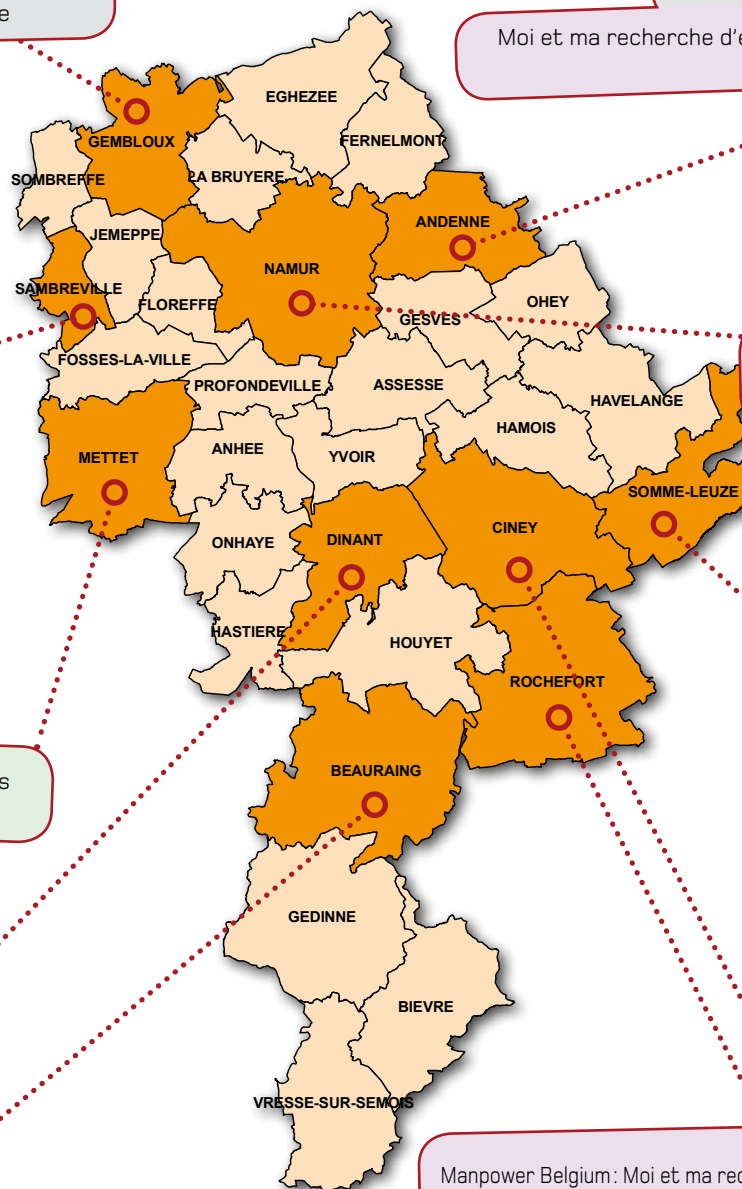 e
Moi et ma recherche d'e
EGHEZEE
GEMBLOUX
FERNELMONT
SOMBREFFE
LA BRUYERE
ANDENNE
JEMEPPE
NAMUR
SAMBREVILLE
FLOREFFE
OHEY
GESVES
FOSSES-LA-VILLE
PROFONDEVILLE
ASSESSE
HAVELANGE
HAMOIS
ANHEE
YVOIR
METTET
SOMME-LEUZE
CINEY
ONHAYE
DINANT
HASTIERE
HOUYET
ROCHEFORT
BEAURAING
s
GEDINNE
BIEVRE
VRESSE-SUR-SEMOIS
Manpower Belgium : Moi et ma rec